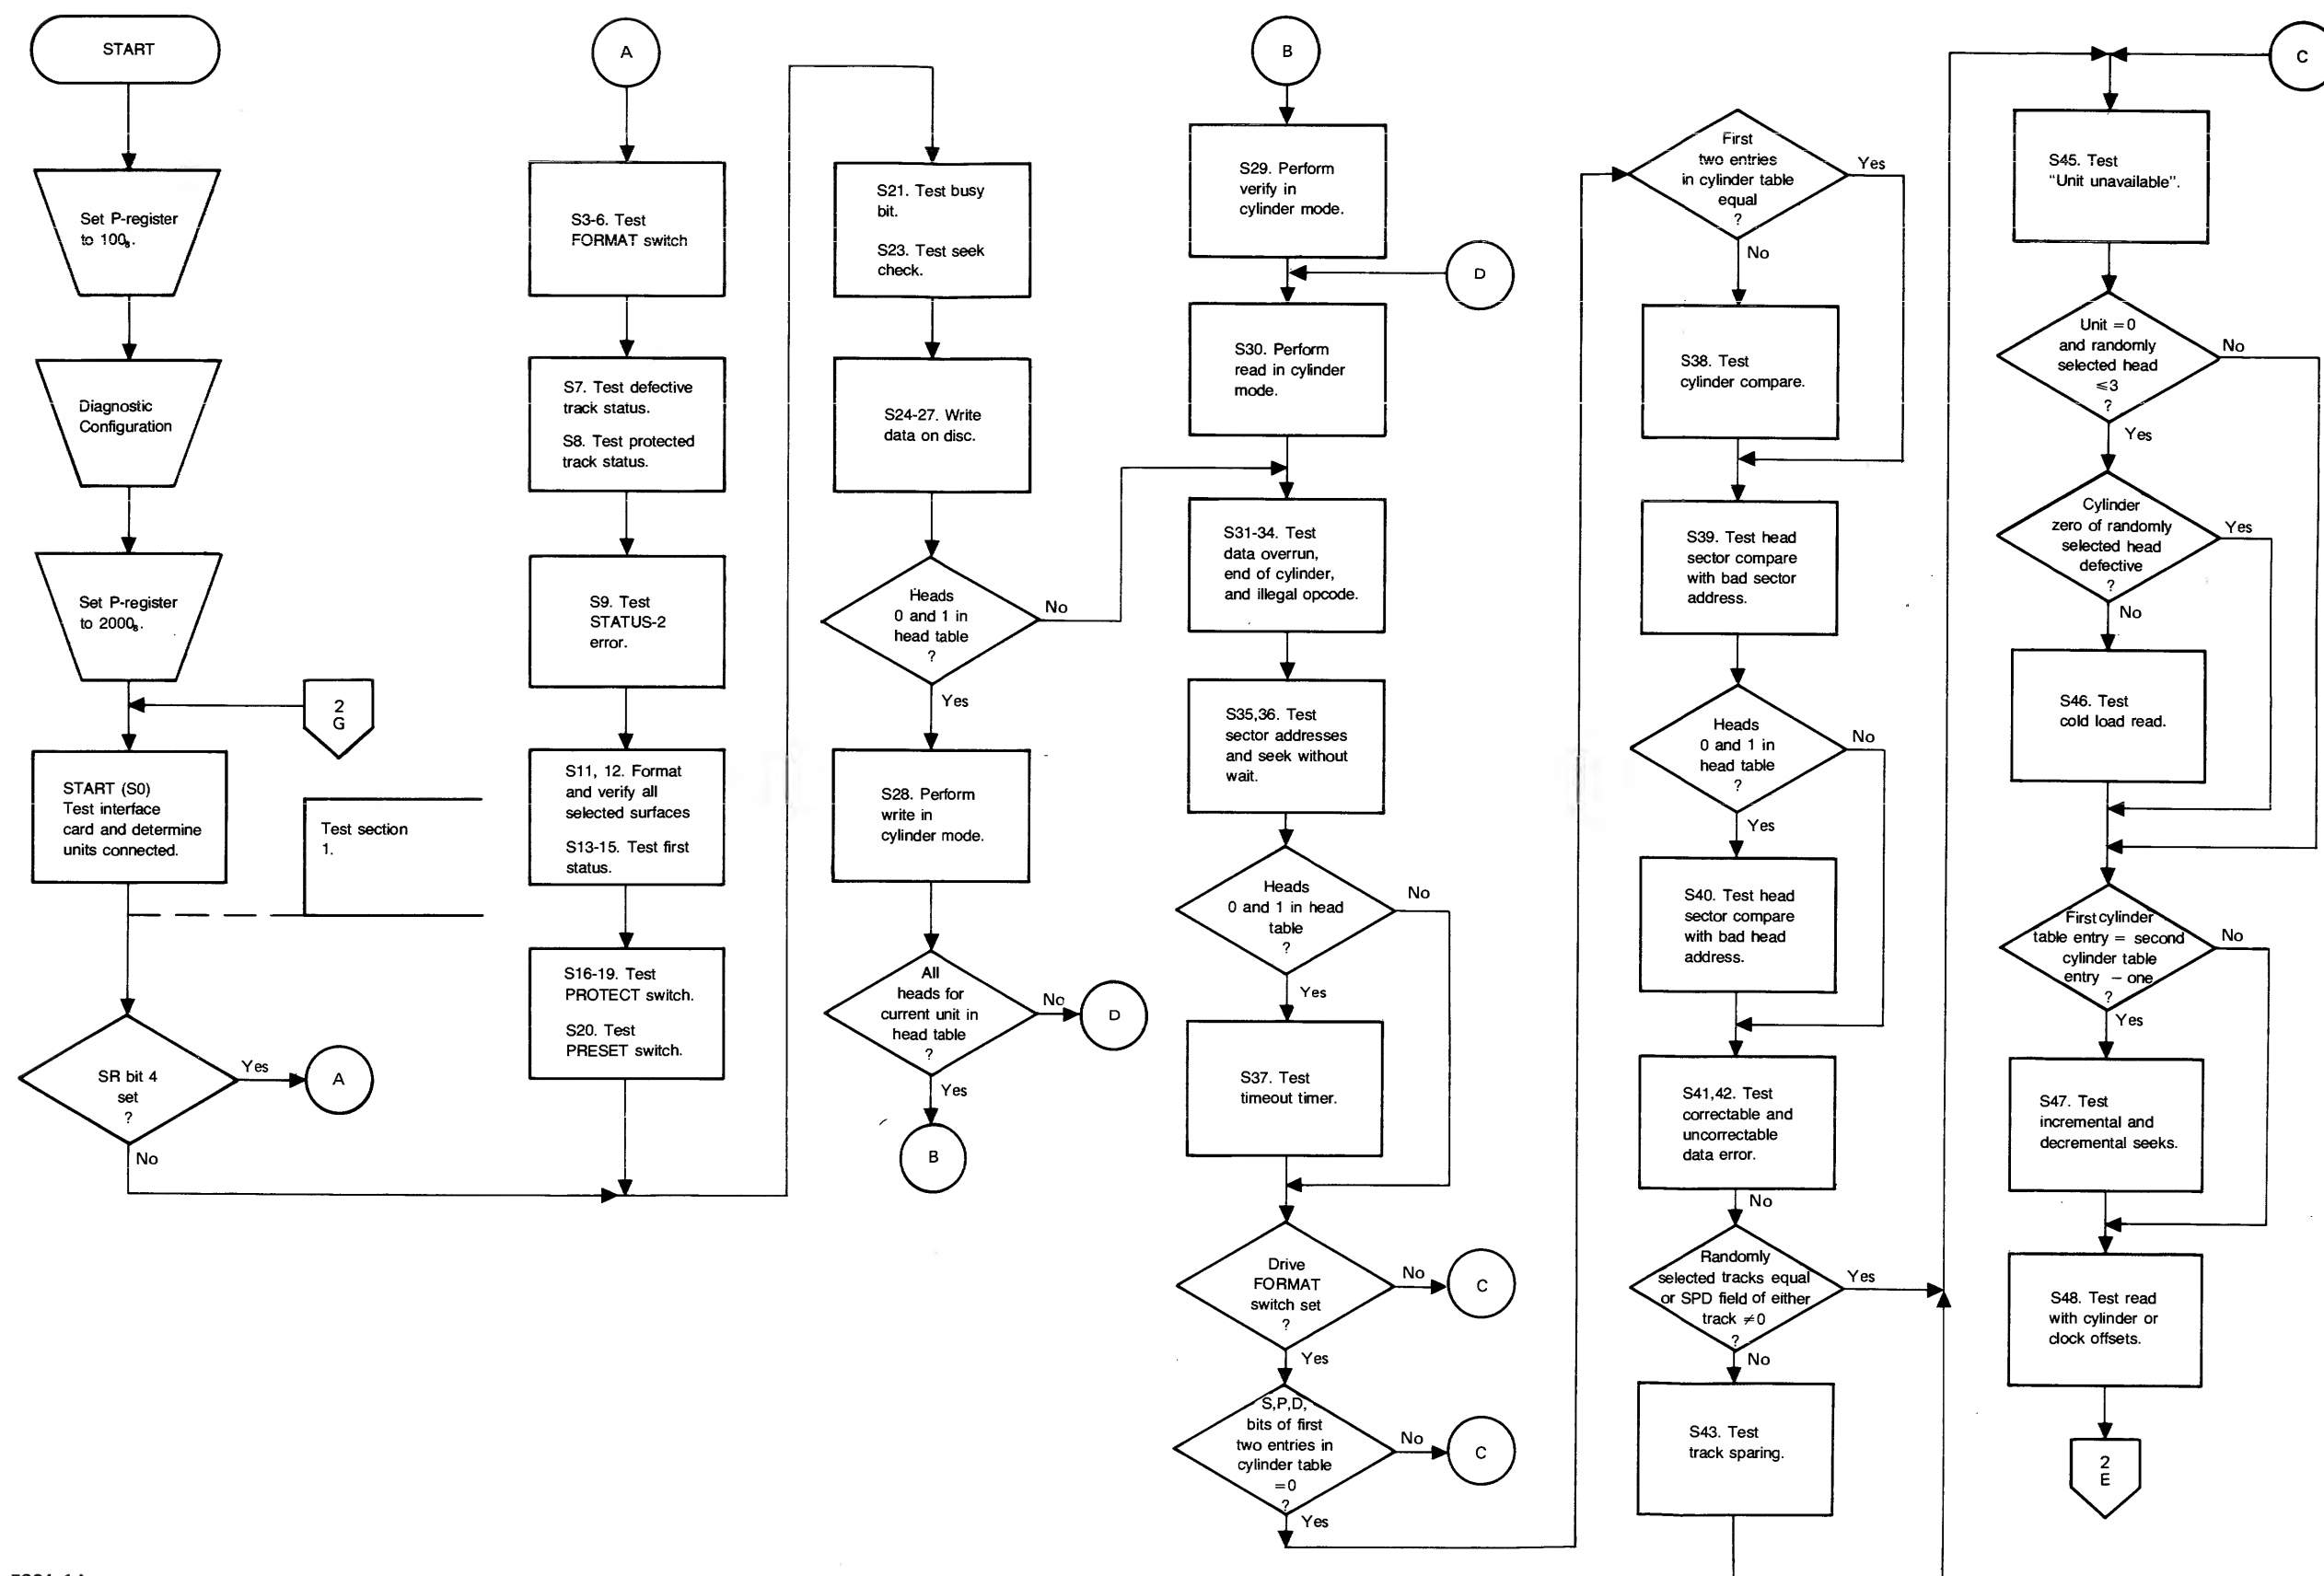 START
Set P-register
to 100₈.
Diagnostic
Configuration
Set P-register
to 2000₈.
2
G
START (S0)
Test interface
card and determine
units connected.
Test section
1.
SR bit 4
set
?
Yes
A
No
A
S3-6. Test
FORMAT switch
S7. Test defective
track status.
S8. Test protected
track status.
S9. Test
STATUS-2
error.
S11, 12. Format
and verify all
selected surfaces
S13-15. Test first
status.
S16-19. Test
PROTECT switch.
S20. Test
PRESET switch.
S21. Test busy
bit.
S23. Test seek
check.
S24-27. Write
data on disc.
Heads
0 and 1 in
head table
?
No
Yes
S28. Perform
write in
cylinder mode.
All
heads for
current unit in
head table
?
No
D
Yes
B
B
S29. Perform
verify in
cylinder mode.
D
S30. Perform
read in cylinder
mode.
S31-34. Test
data overrun,
end of cylinder,
and illegal opcode.
S35,36. Test
sector addresses
and seek without
wait.
Heads
0 and 1 in head
table
?
No
Yes
S37. Test
timeout timer.
Drive
FORMAT
switch set
?
No
C
Yes
S,P,D,
bits of first
two entries in
cylinder table
=0
?
No
C
Yes
First
two entries
in cylinder table
equal
?
Yes
No
S38. Test
cylinder compare.
S39. Test head
sector compare
with bad sector
address.
Heads
0 and 1 in
head table
?
No
Yes
S40. Test head
sector compare
with bad head
address.
S41,42. Test
correctable and
uncorrectable
data error.
No
Randomly
selected tracks equal
or SPD field of either
track ≠0
?
Yes
No
S43. Test
track sparing.
C
S45. Test
“Unit unavailable”.
Unit =0
and randomly
selected head
≤3
?
No
Yes
Cylinder
zero of randomly
selected head
defective
?
Yes
No
S46. Test
cold load read.
First cylinder
table entry = second
cylinder table
entry – one
?
No
Yes
S47. Test
incremental and
decremental seeks.
S48. Test read
with cylinder or
clock offsets.
2
E